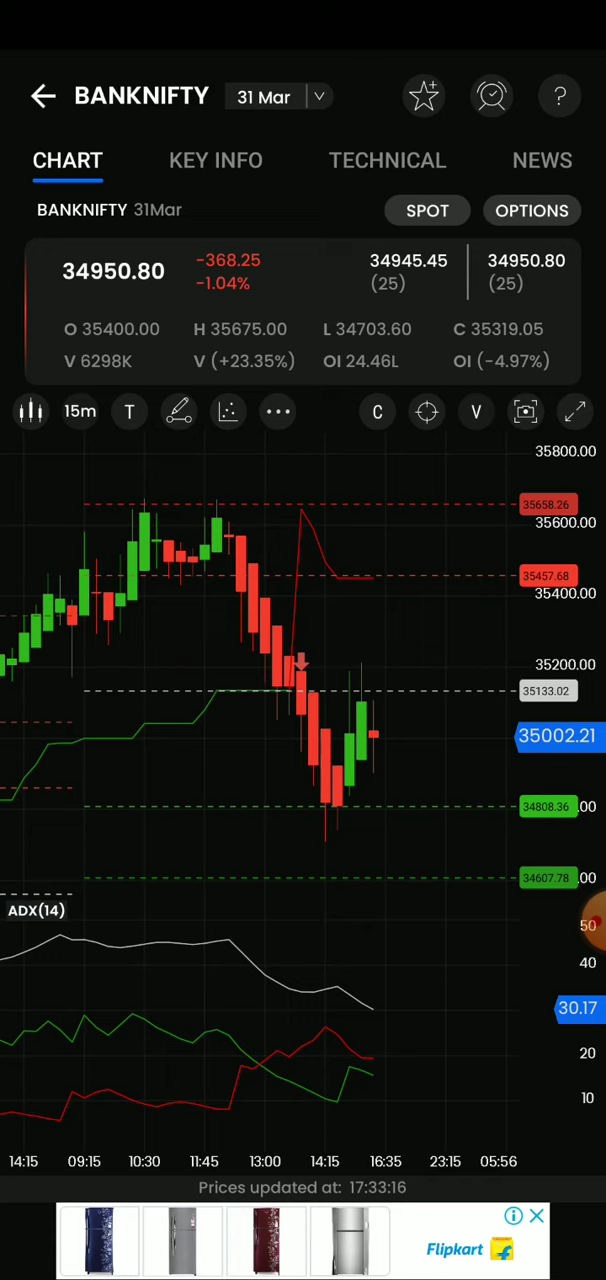 BANKNIFTY 31 Mar
CHART KEY INFO TECHNICAL NEWS
BANKNIFTY 31Mar SPOT OPTIONS
34950.80 -368.25 34945.45 34950.80
-1.04% (25) (25)
O 35400.00 H 35675.00 L 34703.60 C 35319.05
V 6298K V (+23.35%) OI 24.46L OI (-4.97%)
15m T C V
35800.00
35658.26
35600.00
35457.68
35400.00
35200.00
35133.02
35002.21
34808.36 .00
34607.78 .00
ADX(14)
50
40
30.17
20
10
14:15 09:15 10:30 11:45 13:00 14:15 16:35 23:15 05:56
Prices updated at: 17:33:16
Flipkart